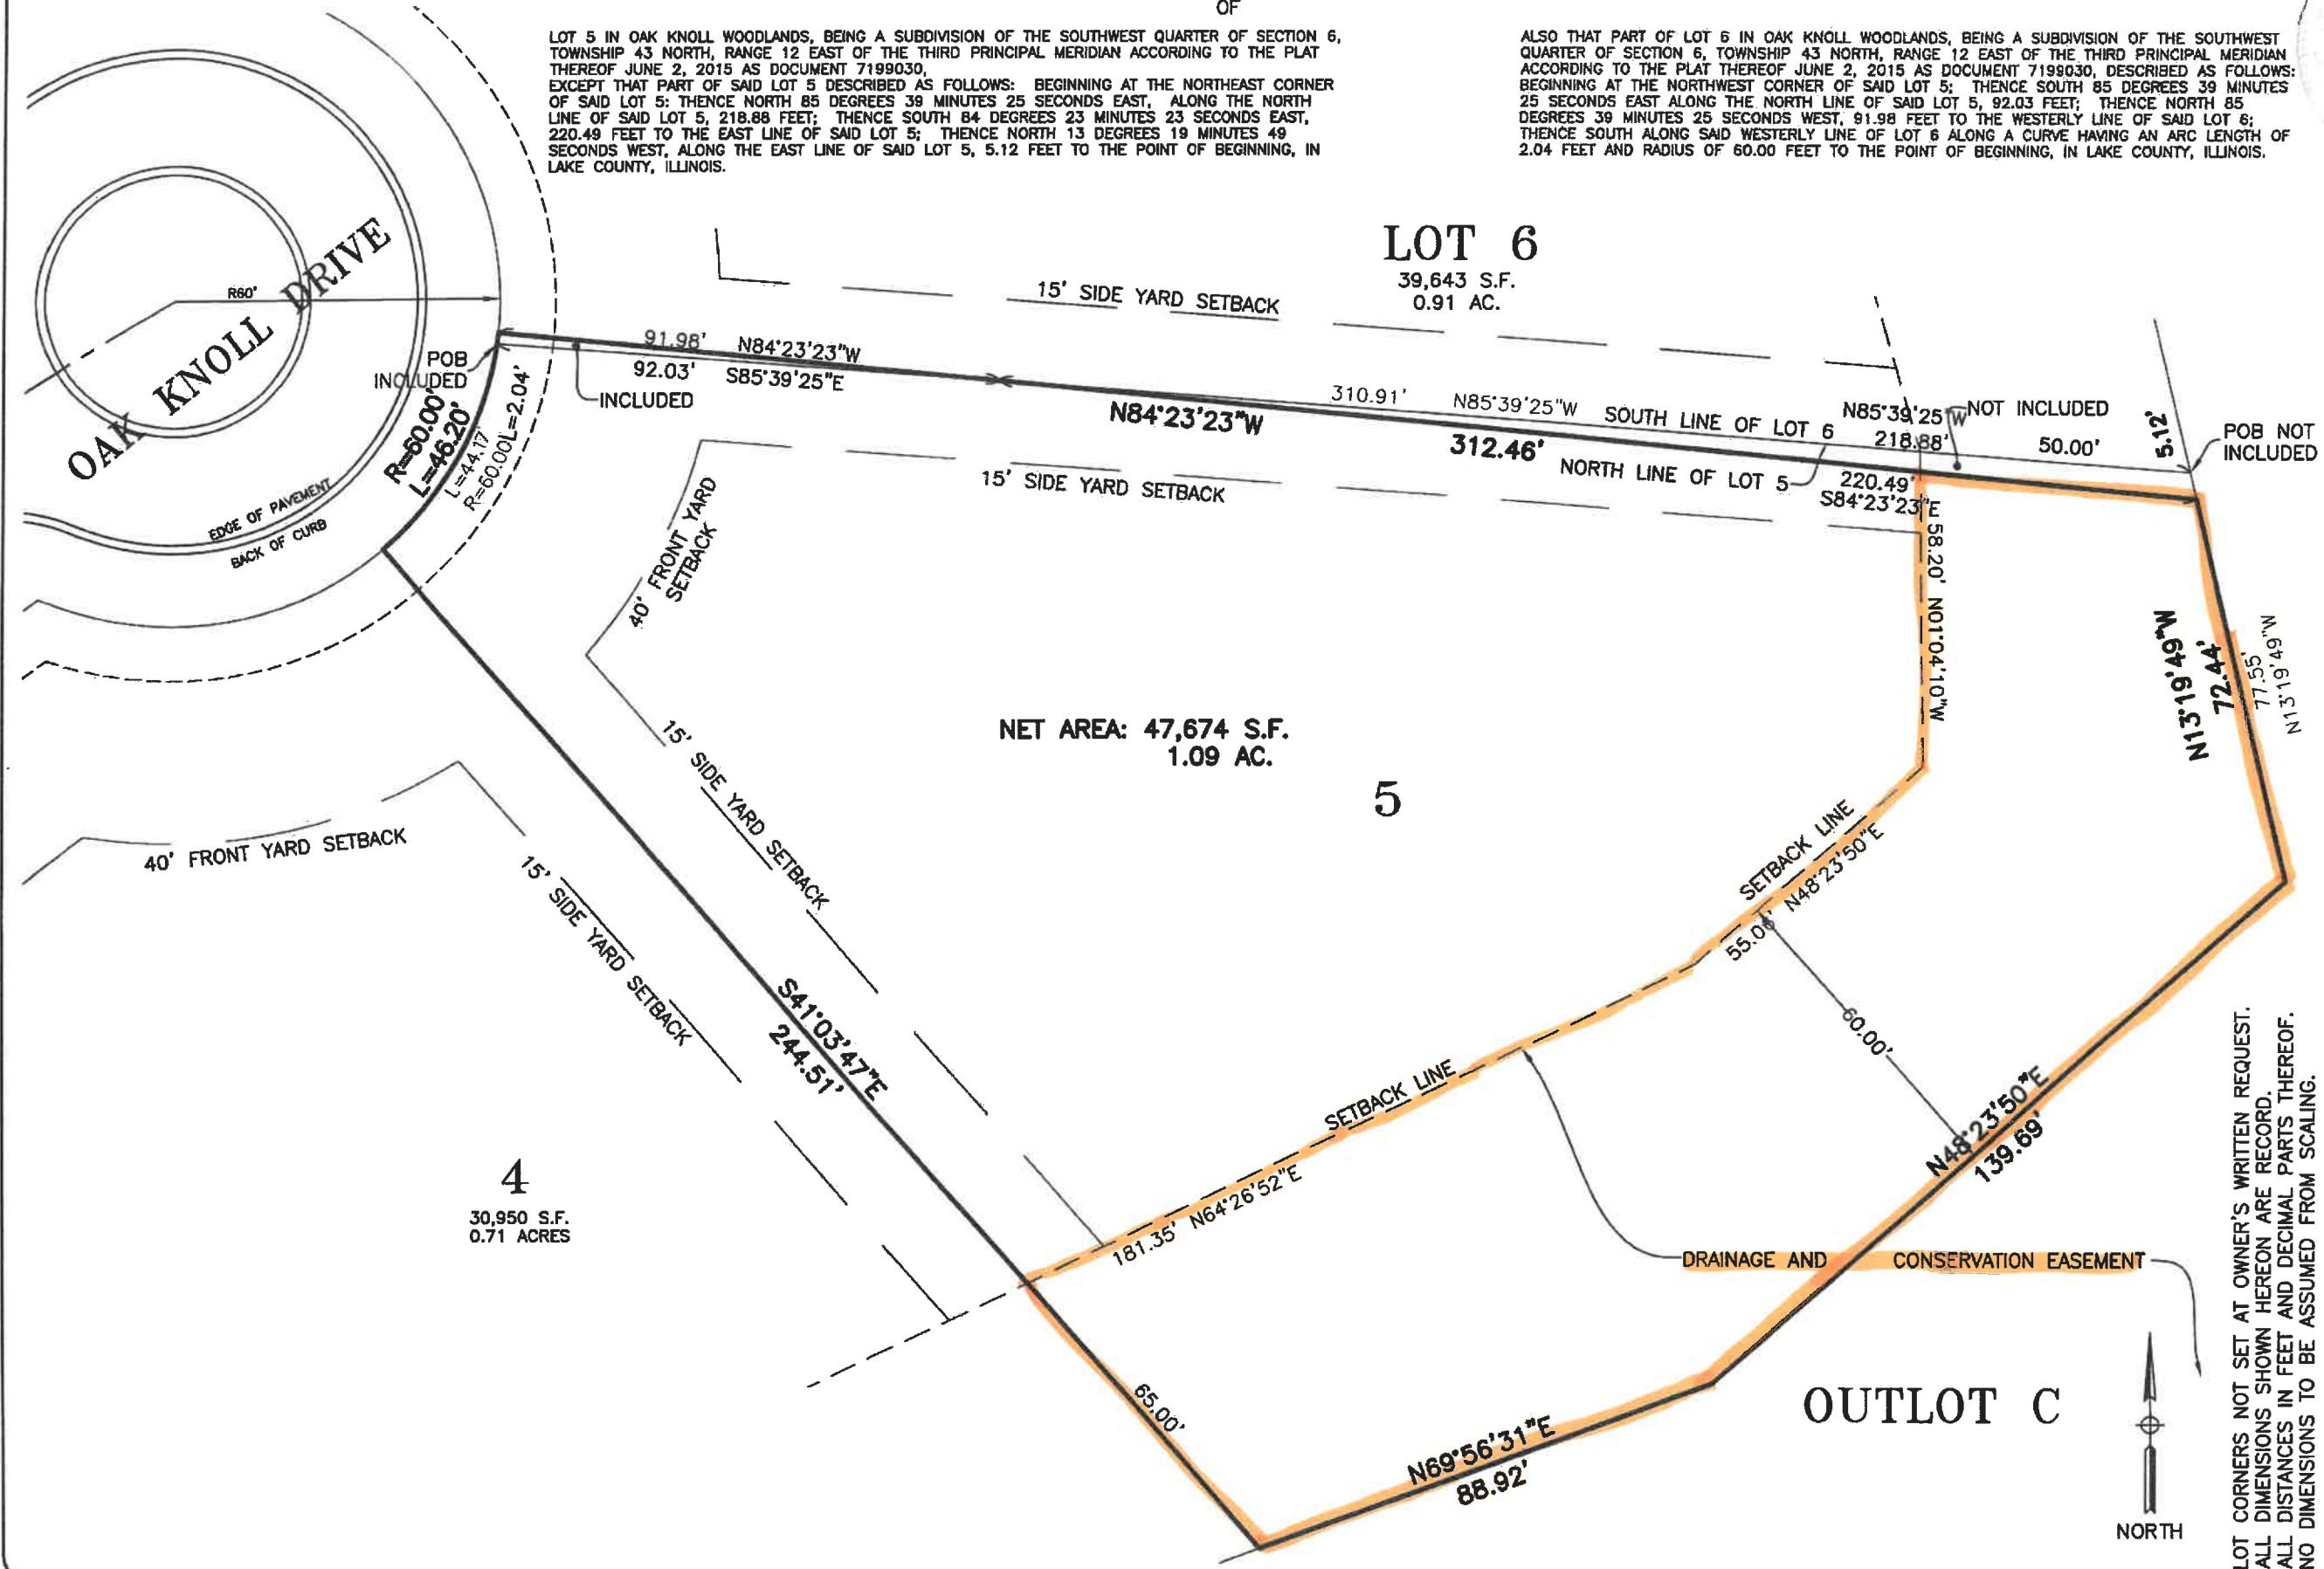 OF
LOT 5 IN OAK KNOLL WOODLANDS, BEING A SUBDIVISION OF THE SOUTHWEST QUARTER OF SECTION 6,
TOWNSHIP 43 NORTH, RANGE 12 EAST OF THE THIRD PRINCIPAL MERIDIAN ACCORDING TO THE PLAT
THEREOF JUNE 2, 2015 AS DOCUMENT 7199030,
EXCEPT THAT PART OF SAID LOT 5 DESCRIBED AS FOLLOWS: BEGINNING AT THE NORTHEAST CORNER
OF SAID LOT 5: THENCE NORTH 85 DEGREES 39 MINUTES 25 SECONDS EAST, ALONG THE NORTH
LINE OF SAID LOT 5, 218.88 FEET; THENCE SOUTH 84 DEGREES 23 MINUTES 23 SECONDS EAST,
220.49 FEET TO THE EAST LINE OF SAID LOT 5; THENCE NORTH 13 DEGREES 19 MINUTES 49
SECONDS WEST, ALONG THE EAST LINE OF SAID LOT 5, 5.12 FEET TO THE POINT OF BEGINNING, IN
LAKE COUNTY, ILLINOIS.
ALSO THAT PART OF LOT 6 IN OAK KNOLL WOODLANDS, BEING A SUBDIVISION OF THE SOUTHWEST
QUARTER OF SECTION 6, TOWNSHIP 43 NORTH, RANGE 12 EAST OF THE THIRD PRINCIPAL MERIDIAN
ACCORDING TO THE PLAT THEREOF JUNE 2, 2015 AS DOCUMENT 7199030, DESCRIBED AS FOLLOWS:
BEGINNING AT THE NORTHWEST CORNER OF SAID LOT 5; THENCE SOUTH 85 DEGREES 39 MINUTES
25 SECONDS EAST ALONG THE NORTH LINE OF SAID LOT 5, 92.03 FEET; THENCE NORTH 85
DEGREES 39 MINUTES 25 SECONDS WEST, 91.98 FEET TO THE WESTERLY LINE OF SAID LOT 6;
THENCE SOUTH ALONG SAID WESTERLY LINE OF LOT 6 ALONG A CURVE HAVING AN ARC LENGTH OF
2.04 FEET AND RADIUS OF 60.00 FEET TO THE POINT OF BEGINNING, IN LAKE COUNTY, ILLINOIS.
LOT 6
39,643 S.F.
0.91 AC.
OAK KNOLL DRIVE
R60'
15' SIDE YARD SETBACK
POB
INCLUDED
91.98' N84°23'23"W
92.03' S85°39'25"E
INCLUDED
R=60.00'
L=46.20'
L=44.17'
R=60.00 L=2.04'
EDGE OF PAVEMENT
BACK OF CURB
N84°23'23"W
312.46'
310.91' N85°39'25"W SOUTH LINE OF LOT 6
NORTH LINE OF LOT 5
N85°39'25"W
218.88'
NOT INCLUDED
50.00'
5.12'
POB NOT
INCLUDED
220.49'
S84°23'23"E
15' SIDE YARD SETBACK
40' FRONT YARD
SETBACK
58.20' N01°04'10"W
N13°19'49"W
72.44'
77.55'
N13°19'49"W
NET AREA: 47,674 S.F.
1.09 AC.
5
15' SIDE YARD SETBACK
40' FRONT YARD SETBACK
15' SIDE YARD SETBACK
S41°03'47"E
244.51'
SETBACK LINE
55.06' N48°23'50"E
60.00'
SETBACK LINE
181.35' N64°26'52"E
N48°23'50"E
139.69'
4
30,950 S.F.
0.71 ACRES
DRAINAGE AND CONSERVATION EASEMENT
65.00'
N69°56'31"E
88.92'
OUTLOT C
NORTH
LOT CORNERS NOT SET AT OWNER'S WRITTEN REQUEST.
ALL DIMENSIONS SHOWN HEREON ARE RECORD.
ALL DISTANCES IN FEET AND DECIMAL PARTS THEREOF.
NO DIMENSIONS TO BE ASSUMED FROM SCALING.